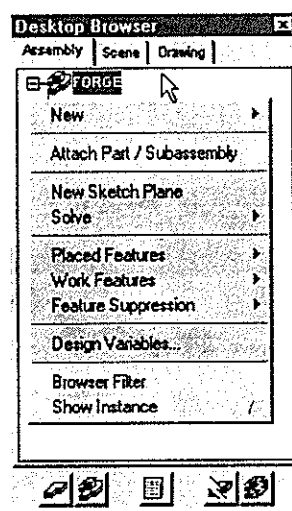 Desktop Browser
Assembly Scene Drawing
FORGE
New
Attach Part / Subassembly
New Sketch Plane
Solve
Placed Features
Work Features
Feature Suppression
Design Variables...
Browser Filter
Show Instance